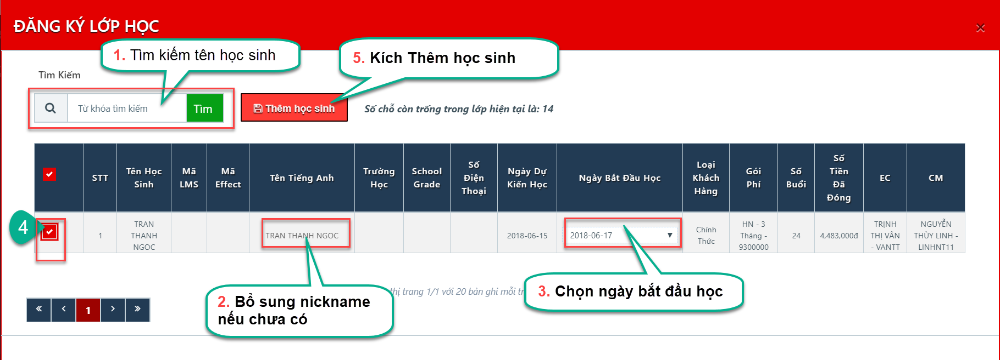 ĐĂNG KÝ LỚP HỌC
×
1. Tìm kiếm tên học sinh
5. Kích Thêm học sinh
Tìm Kiếm
Từ khóa tìm kiếm
Tìm
Thêm học sinh
Số chỗ còn trống trong lớp hiện tại là: 14
STT
Tên Học
Sinh
Mã
LMS
Mã
Effect
Tên Tiếng Anh
Trường
Học
School
Grade
Số
Điện
Thoại
Ngày Dự
Kiến Học
Ngày Bắt Đầu Học
Loại
Khách
Hàng
Gói
Phí
Số
Buổi
Số
Tiền
Đã
Đóng
EC
CM
4
1
TRAN
THANH
NGOC
TRAN THANH NGOC
2018-06-15
2018-06-17
Chính
Thức
HN - 3
Tháng -
9300000
24
4,483,000đ
TRỊNH
THỊ VÂN
- VANTT
NGUYỄN
THÙY LINH -
LINHNT11
2. Bổ sung nickname
nếu chưa có
thị trang 1/1 với 20 bản ghi mỗi
3. Chọn ngày bắt đầu học
« ‹ 1 › »